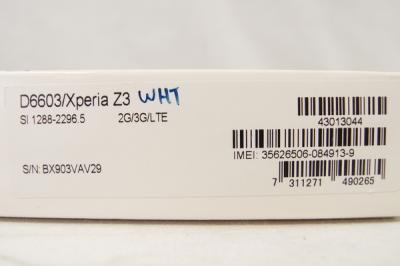 D6603/Xperia Z3 WHT
SI 1288-2296.5 2G/3G/LTE
43013044
IMEI: 35626506-084913-9
S/N: BX903VAV29
7 311271 490265